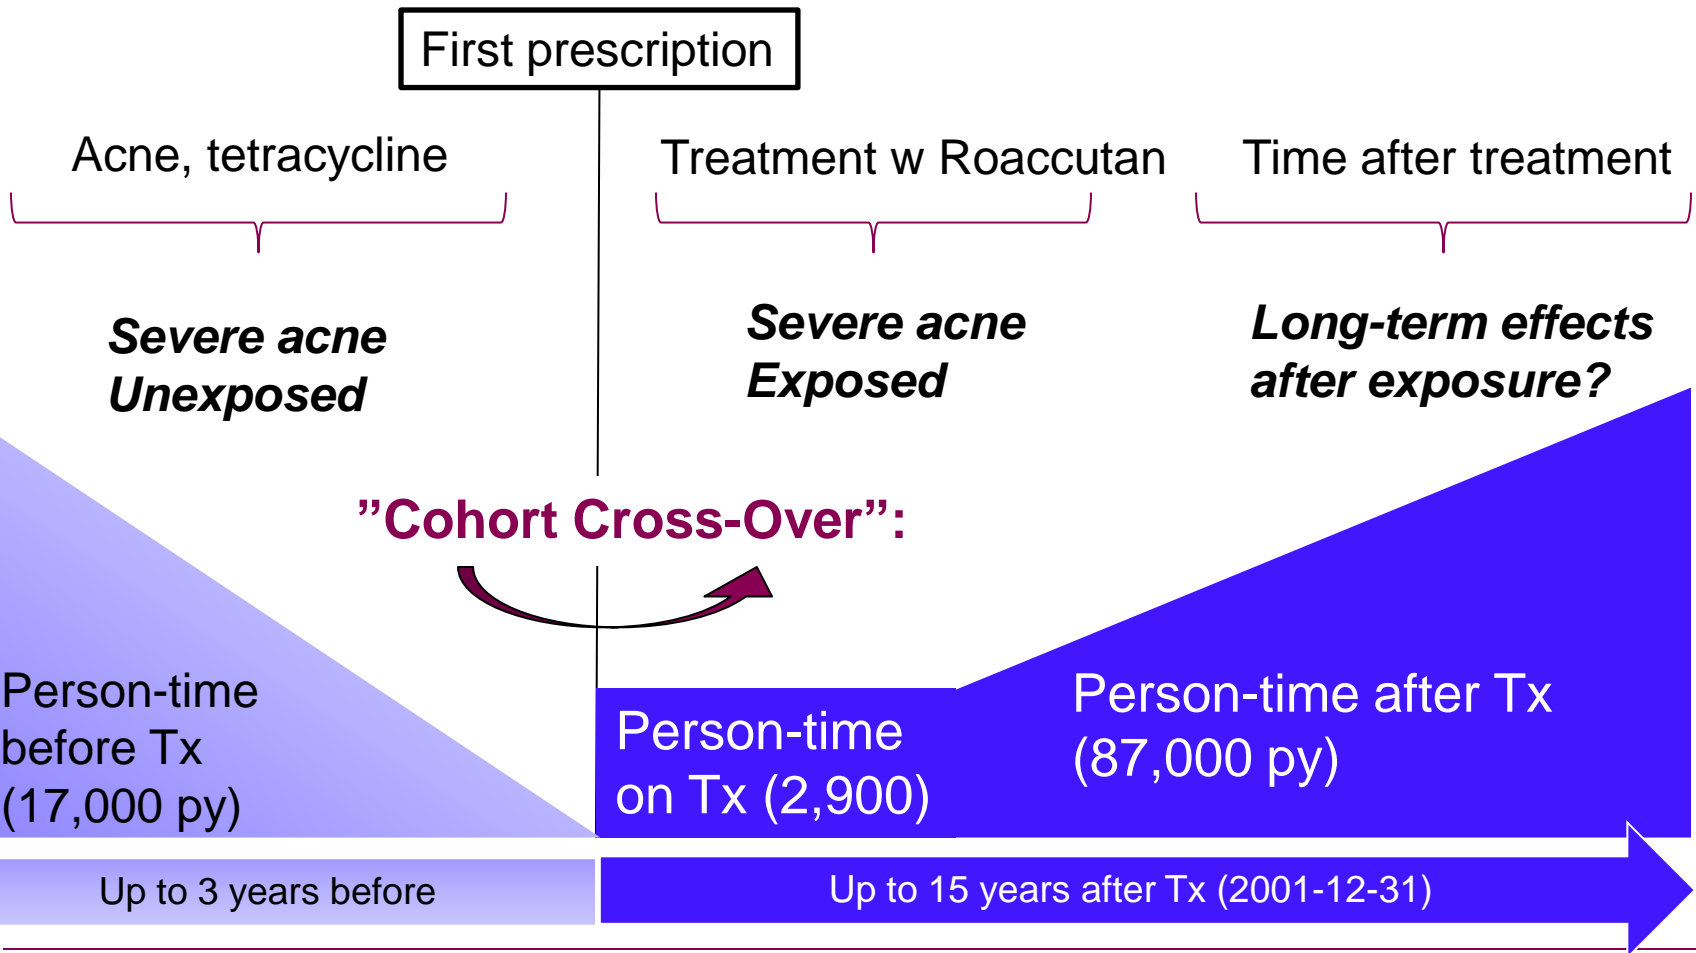 First prescription
Acne, tetracycline
Treatment w Roaccutan
Time after treatment
Severe acne
Unexposed
Severe acne
Exposed
Long-term effects
after exposure?
”Cohort Cross-Over”:
Person-time
before Tx
(17,000 py)
Person-time
on Tx (2,900)
Person-time after Tx
(87,000 py)
Up to 3 years before
Up to 15 years after Tx (2001-12-31)